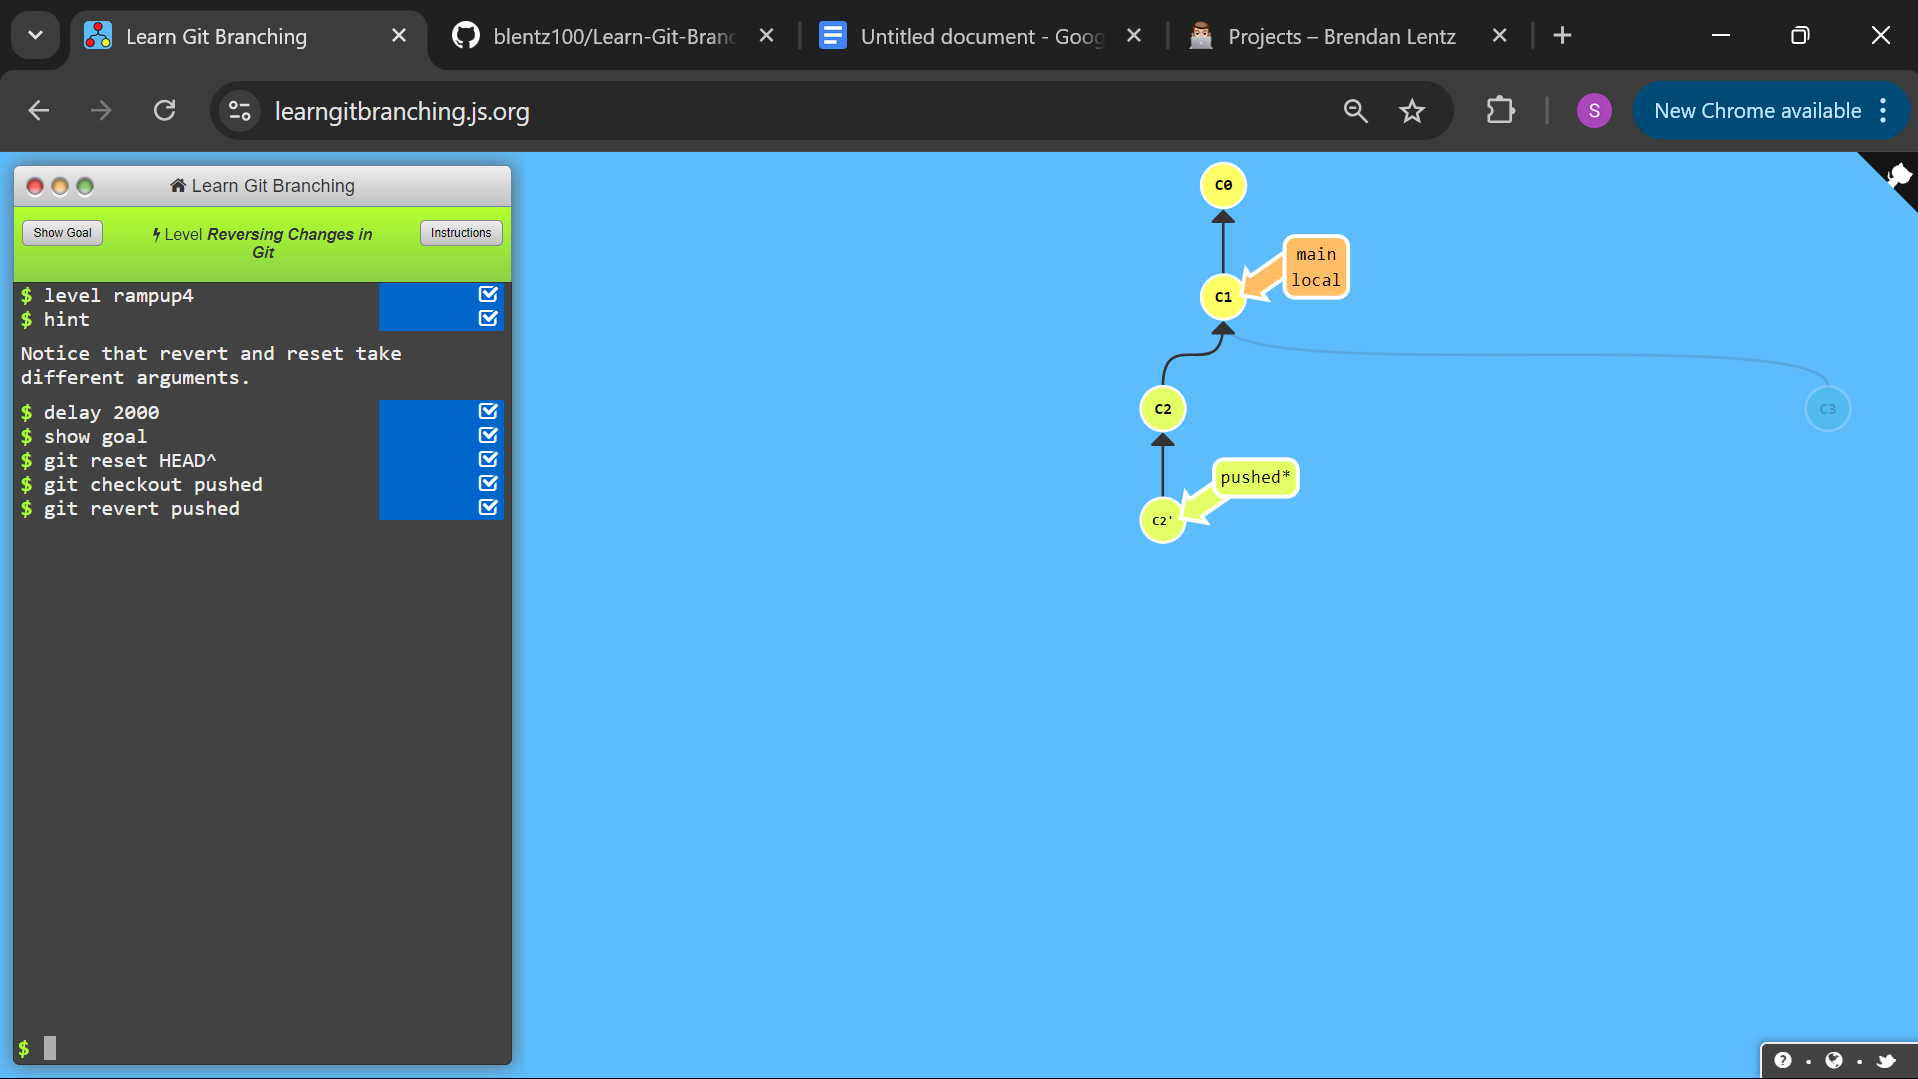 Learn Git Branching
blentz100/Learn-Git-Branc
Untitled document - Goog
Projects – Brendan Lentz
learngitbranching.js.org
S
New Chrome available
Learn Git Branching
Show Goal
Level Reversing Changes in
Git
Instructions
$ level rampup4
$ hint
Notice that revert and reset take
different arguments.
$ delay 2000
$ show goal
$ git reset HEAD^
$ git checkout pushed
$ git revert pushed
$
C0
main
local
C1
C2
C3
pushed*
C2'
?